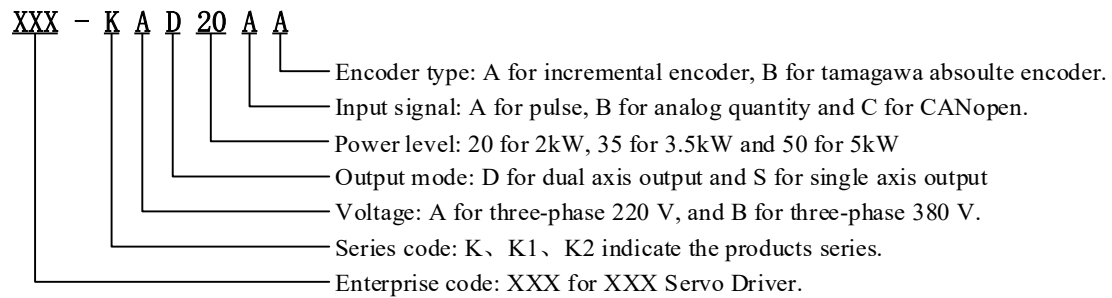 XXX - K A D 20 A A
Encoder type: A for incremental encoder, B for tamagawa absoulte encoder.
Input signal: A for pulse, B for analog quantity and C for CANopen.
Power level: 20 for 2kW, 35 for 3.5kW and 50 for 5kW
Output mode: D for dual axis output and S for single axis output
Voltage: A for three-phase 220 V, and B for three-phase 380 V.
Series code: K、K1、K2 indicate the products series.
Enterprise code: XXX for XXX Servo Driver.